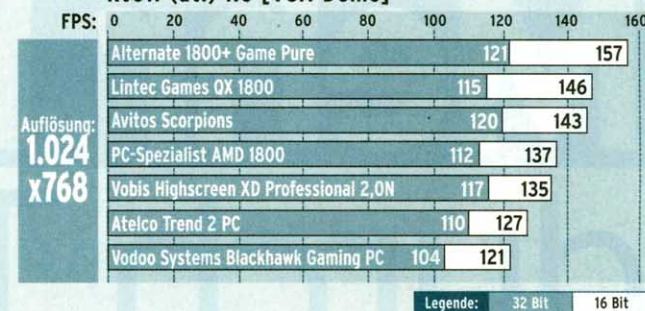 FPS: 0 20 40 60 80 100 120 140 160
Auflösung:
1.024
x768
Alternate 1800+ Game Pure 121 157
Lintec Games QX 1800 115 146
Avitos Scorpions 120 143
PC-Spezialist AMD 1800 112 137
Vobis Highscreen XD Professional 2,0N 117 135
Atelco Trend 2 PC 110 127
Vodoo Systems Blackhawk Gaming PC 104 121
Legende: 32 Bit 16 Bit